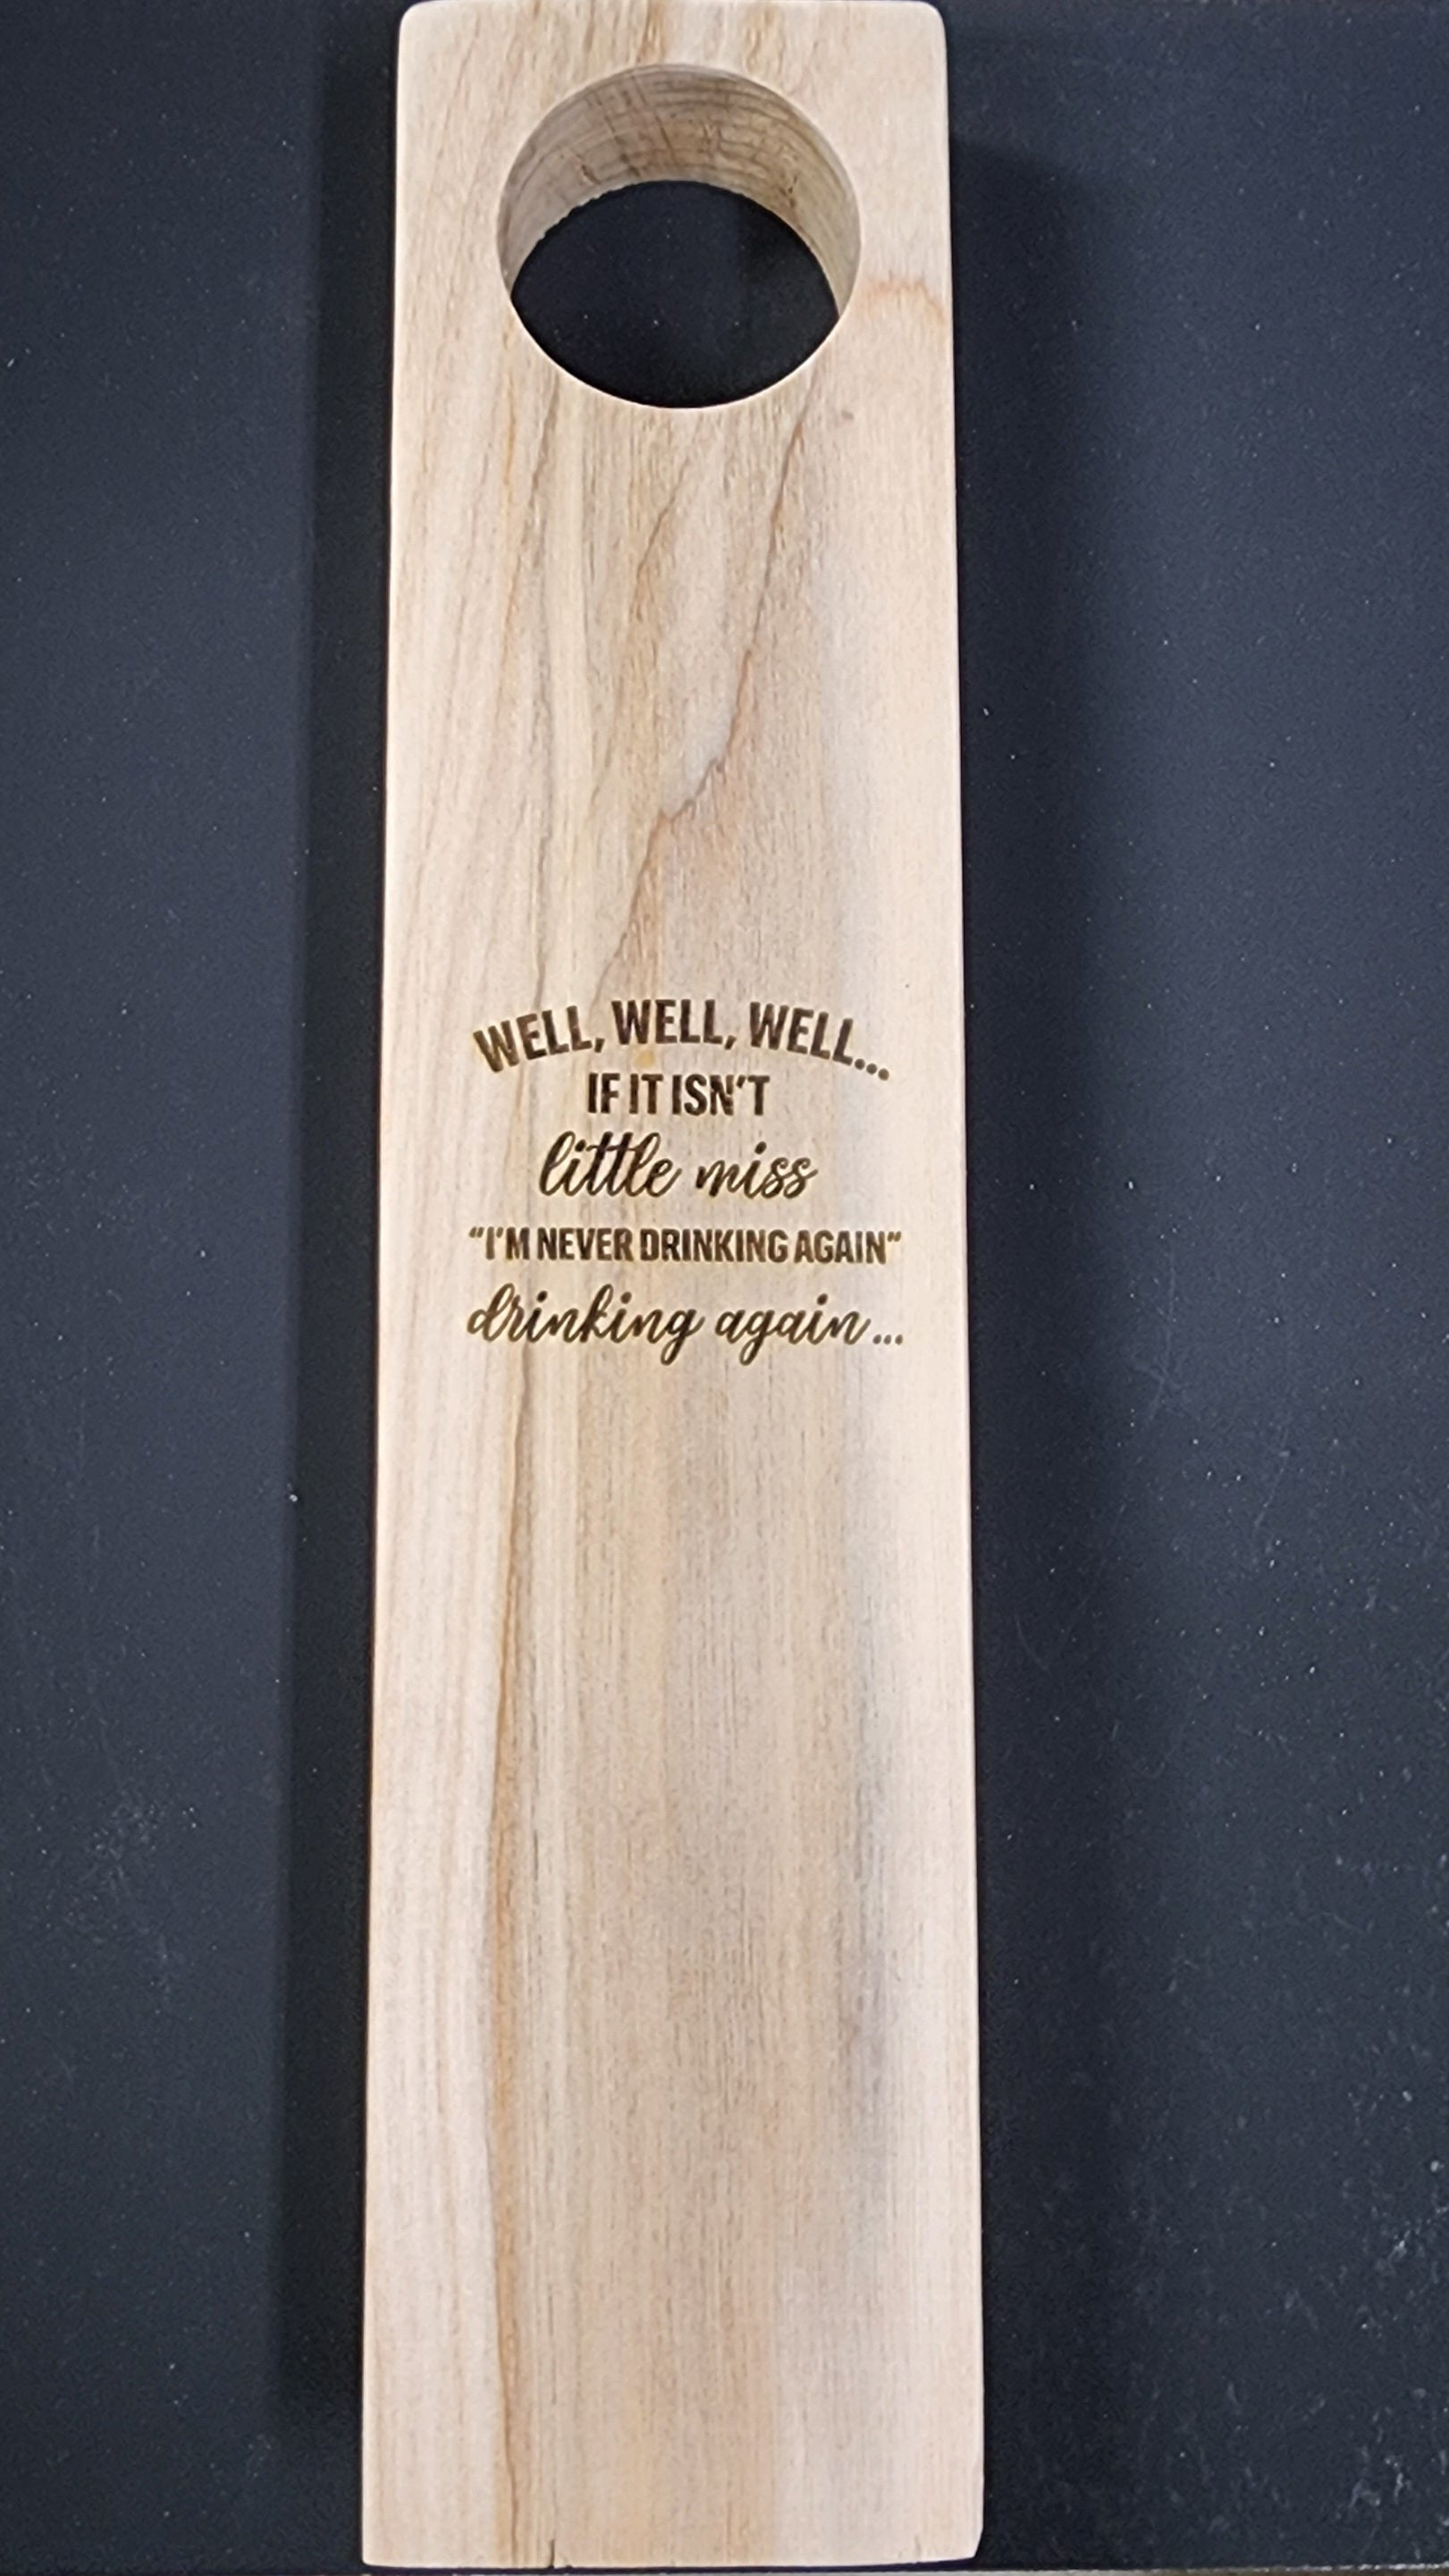 WELL, WELL, WELL...
IF IT ISN'T
little miss
"I'M NEVER DRINKING AGAIN"
drinking again...